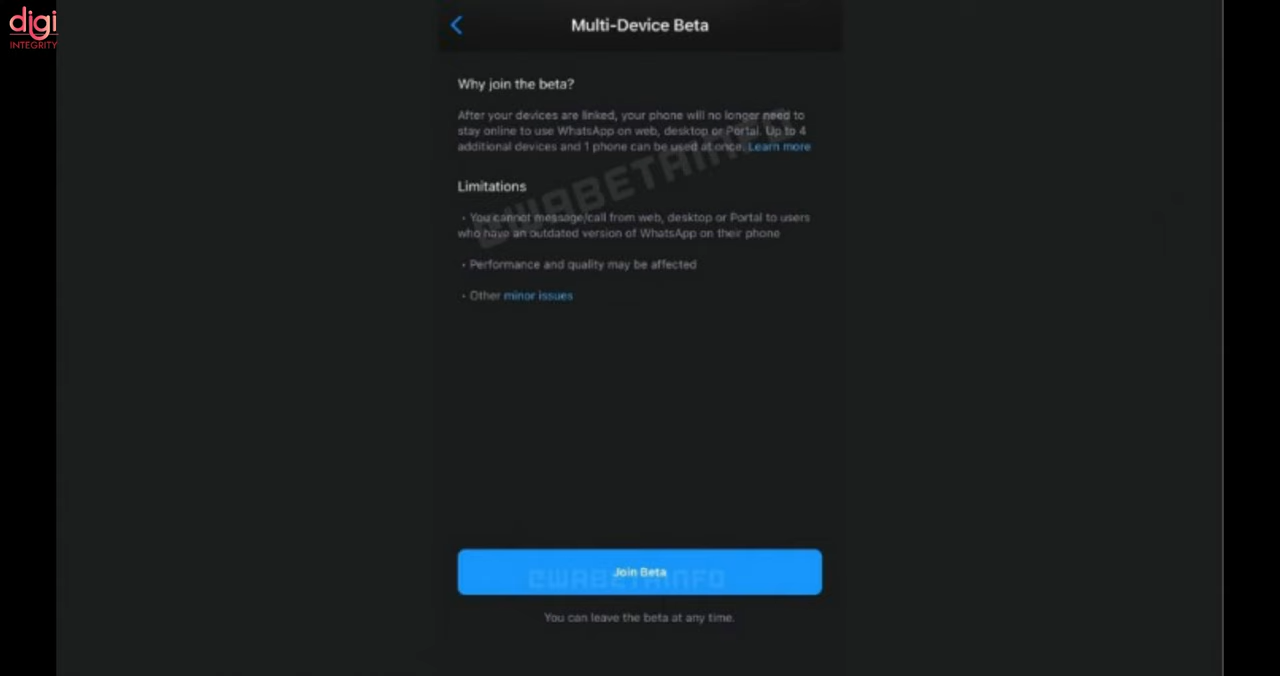 digi
INTEGRITY
Multi-Device Beta
Why join the beta?
After your devices are linked, your phone will no longer need to
stay online to use WhatsApp on web, desktop or Portal. Up to 4
additional devices and 1 phone can be used at once. Learn more
©WABETAINFO
Limitations
• You cannot message/call from web, desktop or Portal to users
who have an outdated version of WhatsApp on their phone
• Performance and quality may be affected
• Other minor issues
Join Beta
©WABETAINFO
You can leave the beta at any time.